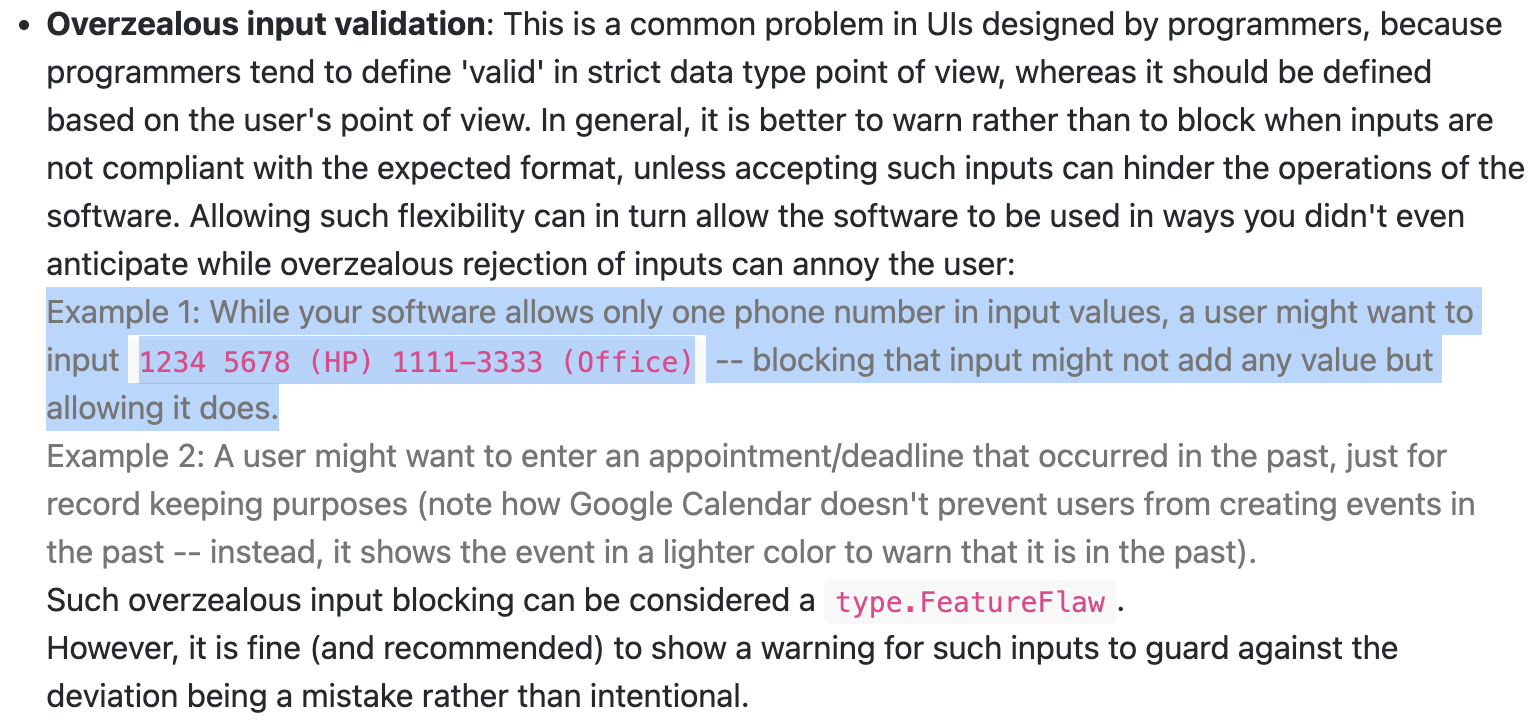 • Overzealous input validation: This is a common problem in UIs designed by programmers, because
programmers tend to define 'valid' in strict data type point of view, whereas it should be defined
based on the user's point of view. In general, it is better to warn rather than to block when inputs are
not compliant with the expected format, unless accepting such inputs can hinder the operations of the
software. Allowing such flexibility can in turn allow the software to be used in ways you didn't even
anticipate while overzealous rejection of inputs can annoy the user:
Example 1: While your software allows only one phone number in input values, a user might want to
input 1234 5678 (HP) 1111-3333 (Office) -- blocking that input might not add any value but
allowing it does.
Example 2: A user might want to enter an appointment/deadline that occurred in the past, just for
record keeping purposes (note how Google Calendar doesn't prevent users from creating events in
the past -- instead, it shows the event in a lighter color to warn that it is in the past).
Such overzealous input blocking can be considered a type.FeatureFlaw.
However, it is fine (and recommended) to show a warning for such inputs to guard against the
deviation being a mistake rather than intentional.